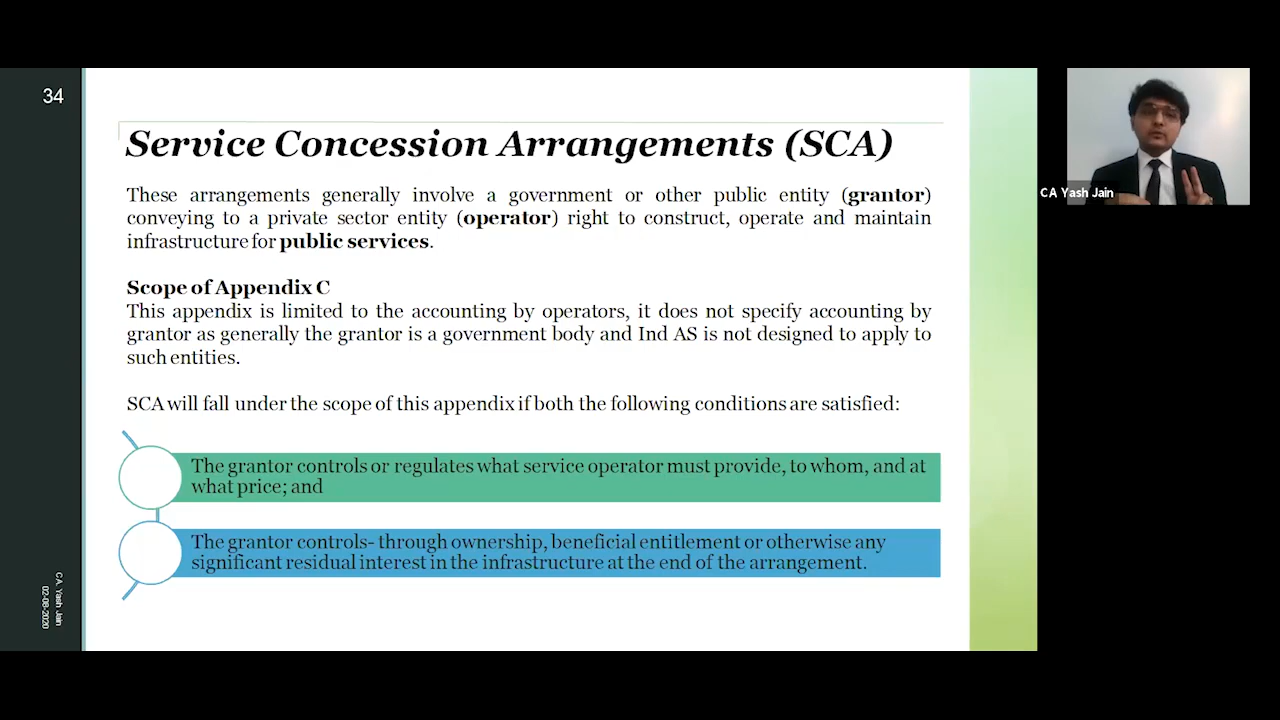 34
Service Concession Arrangements (SCA)
These arrangements generally involve a government or other public entity (grantor)
conveying to a private sector entity (operator) right to construct, operate and maintain
infrastructure for public services.
Scope of Appendix C
This appendix is limited to the accounting by operators, it does not specify accounting by
grantor as generally the grantor is a government body and Ind AS is not designed to apply to
such entities.
SCA will fall under the scope of this appendix if both the following conditions are satisfied:
The grantor controls or regulates what service operator must provide, to whom, and at
what price; and
The grantor controls- through ownership, beneficial entitlement or otherwise any
significant residual interest in the infrastructure at the end of the arrangement.
CA Yash Jain
02-08-2020
CA Yash Jain